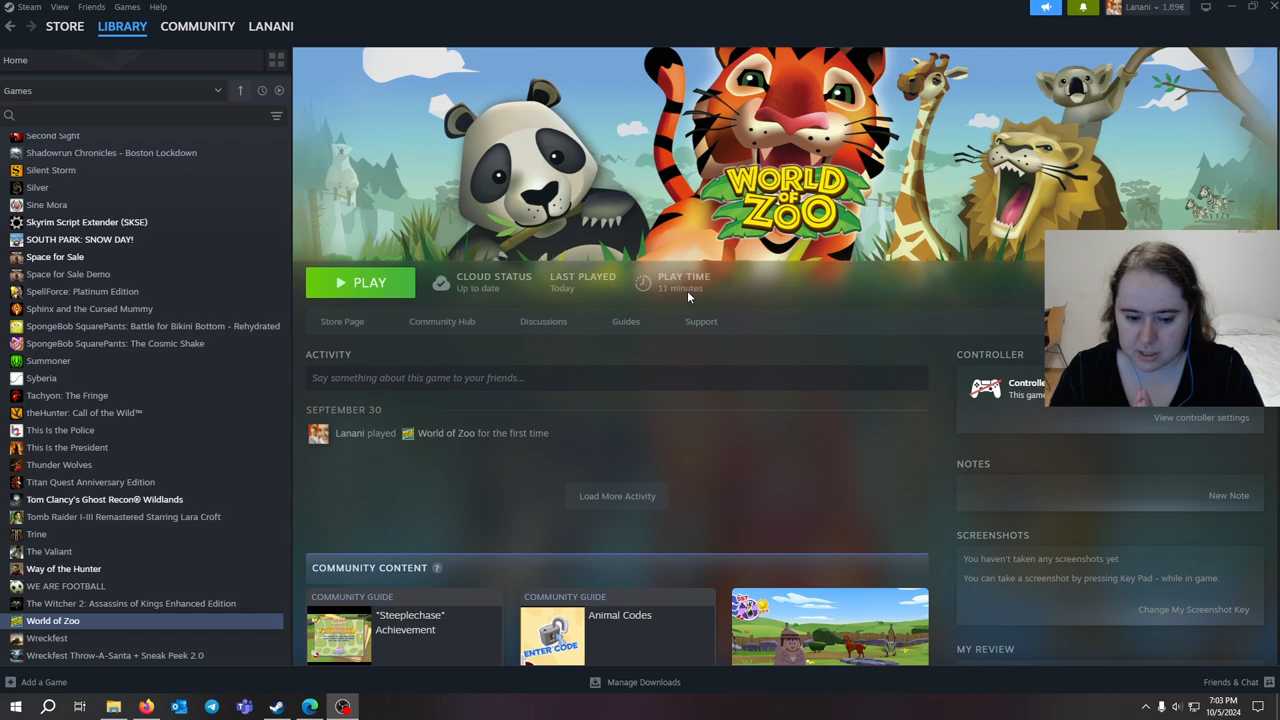 Steam View Friends Games Help
Lanani 1,89€
STORE LIBRARY COMMUNITY LANANI
Home
Games
Second Sight
Shadowrun Chronicles - Boston Lockdown
Silent Storm
Silver
Sine Mora
Skyrim Script Extender (SKSE)
SOUTH PARK: SNOW DAY!
Space for Sale
Space for Sale Demo
SpellForce: Platinum Edition
Sphinx and the Cursed Mummy
SpongeBob SquarePants: Battle for Bikini Bottom - Rehydrated
SpongeBob SquarePants: The Cosmic Shake
Summoner
Syberia
Tachyon: The Fringe
theHunter: Call of the Wild™
This Is the Police
This Is the President
Thunder Wolves
Titan Quest Anniversary Edition
Tom Clancy's Ghost Recon® Wildlands
Tomb Raider I-III Remastered Starring Lara Croft
Trine
The Valiant
Way of the Hunter
WE ARE FOOTBALL
The Witcher 2: Assassins of Kings Enhanced Edition
World of Zoo
Wreckfest
Wreckfest Throw-A-Santa + Sneak Peek 2.0
WORLD
OF
ZOO
PLAY
CLOUD STATUS
Up to date
LAST PLAYED
Today
PLAY TIME
11 minutes
Store Page Community Hub Discussions Guides Support
ACTIVITY
Say something about this game to your friends...
SEPTEMBER 30
Lanani played World of Zoo for the first time
Load More Activity
COMMUNITY CONTENT ?
COMMUNITY GUIDE
"Steeplechase"
Achievement
COMMUNITY GUIDE
Animal Codes
ENTER CODE
CONTROLLER
This game
View controller settings
NOTES
New Note
SCREENSHOTS
You haven't taken any screenshots yet
You can take a screenshot by pressing Key Pad - while in game.
Change My Screenshot Key
MY REVIEW
Add a Game
Manage Downloads
Friends & Chat
7:03 PM
10/5/2024